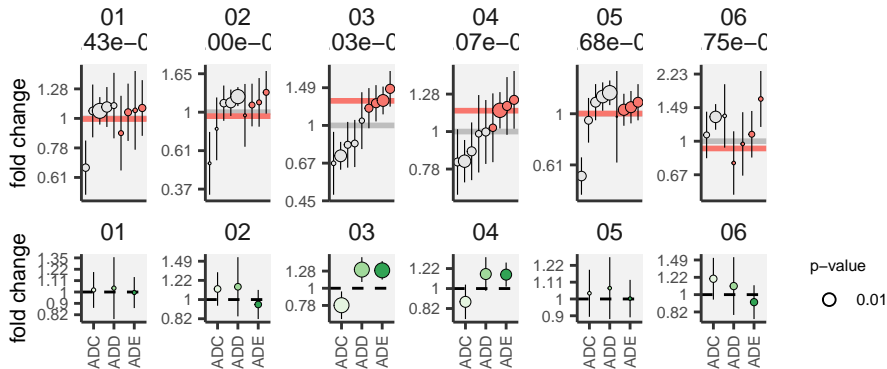 01 02 03 04 05 06
.43e−0 .00e−0 .03e−0 .07e−0 .68e−0 .75e−0
fold change
1.28 1 0.78 0.61
1.65 1 0.61 0.37
1.49 1 0.67 0.45
1.28 1 0.78
1 0.61
2.23 1.49 1 0.67
01 02 03 04 05 06
fold change
1.35 1.22 1.11 1 0.9 0.82
1.49 1.22 1 0.82
1.28 1 0.78
1.22 1 0.82
1.22 1.11 1 0.9
1.49 1.22 1 0.82
ADC ADD ADE ADC ADD ADE ADC ADD ADE ADC ADD ADE ADC ADD ADE ADC ADD ADE
p−value
0.01